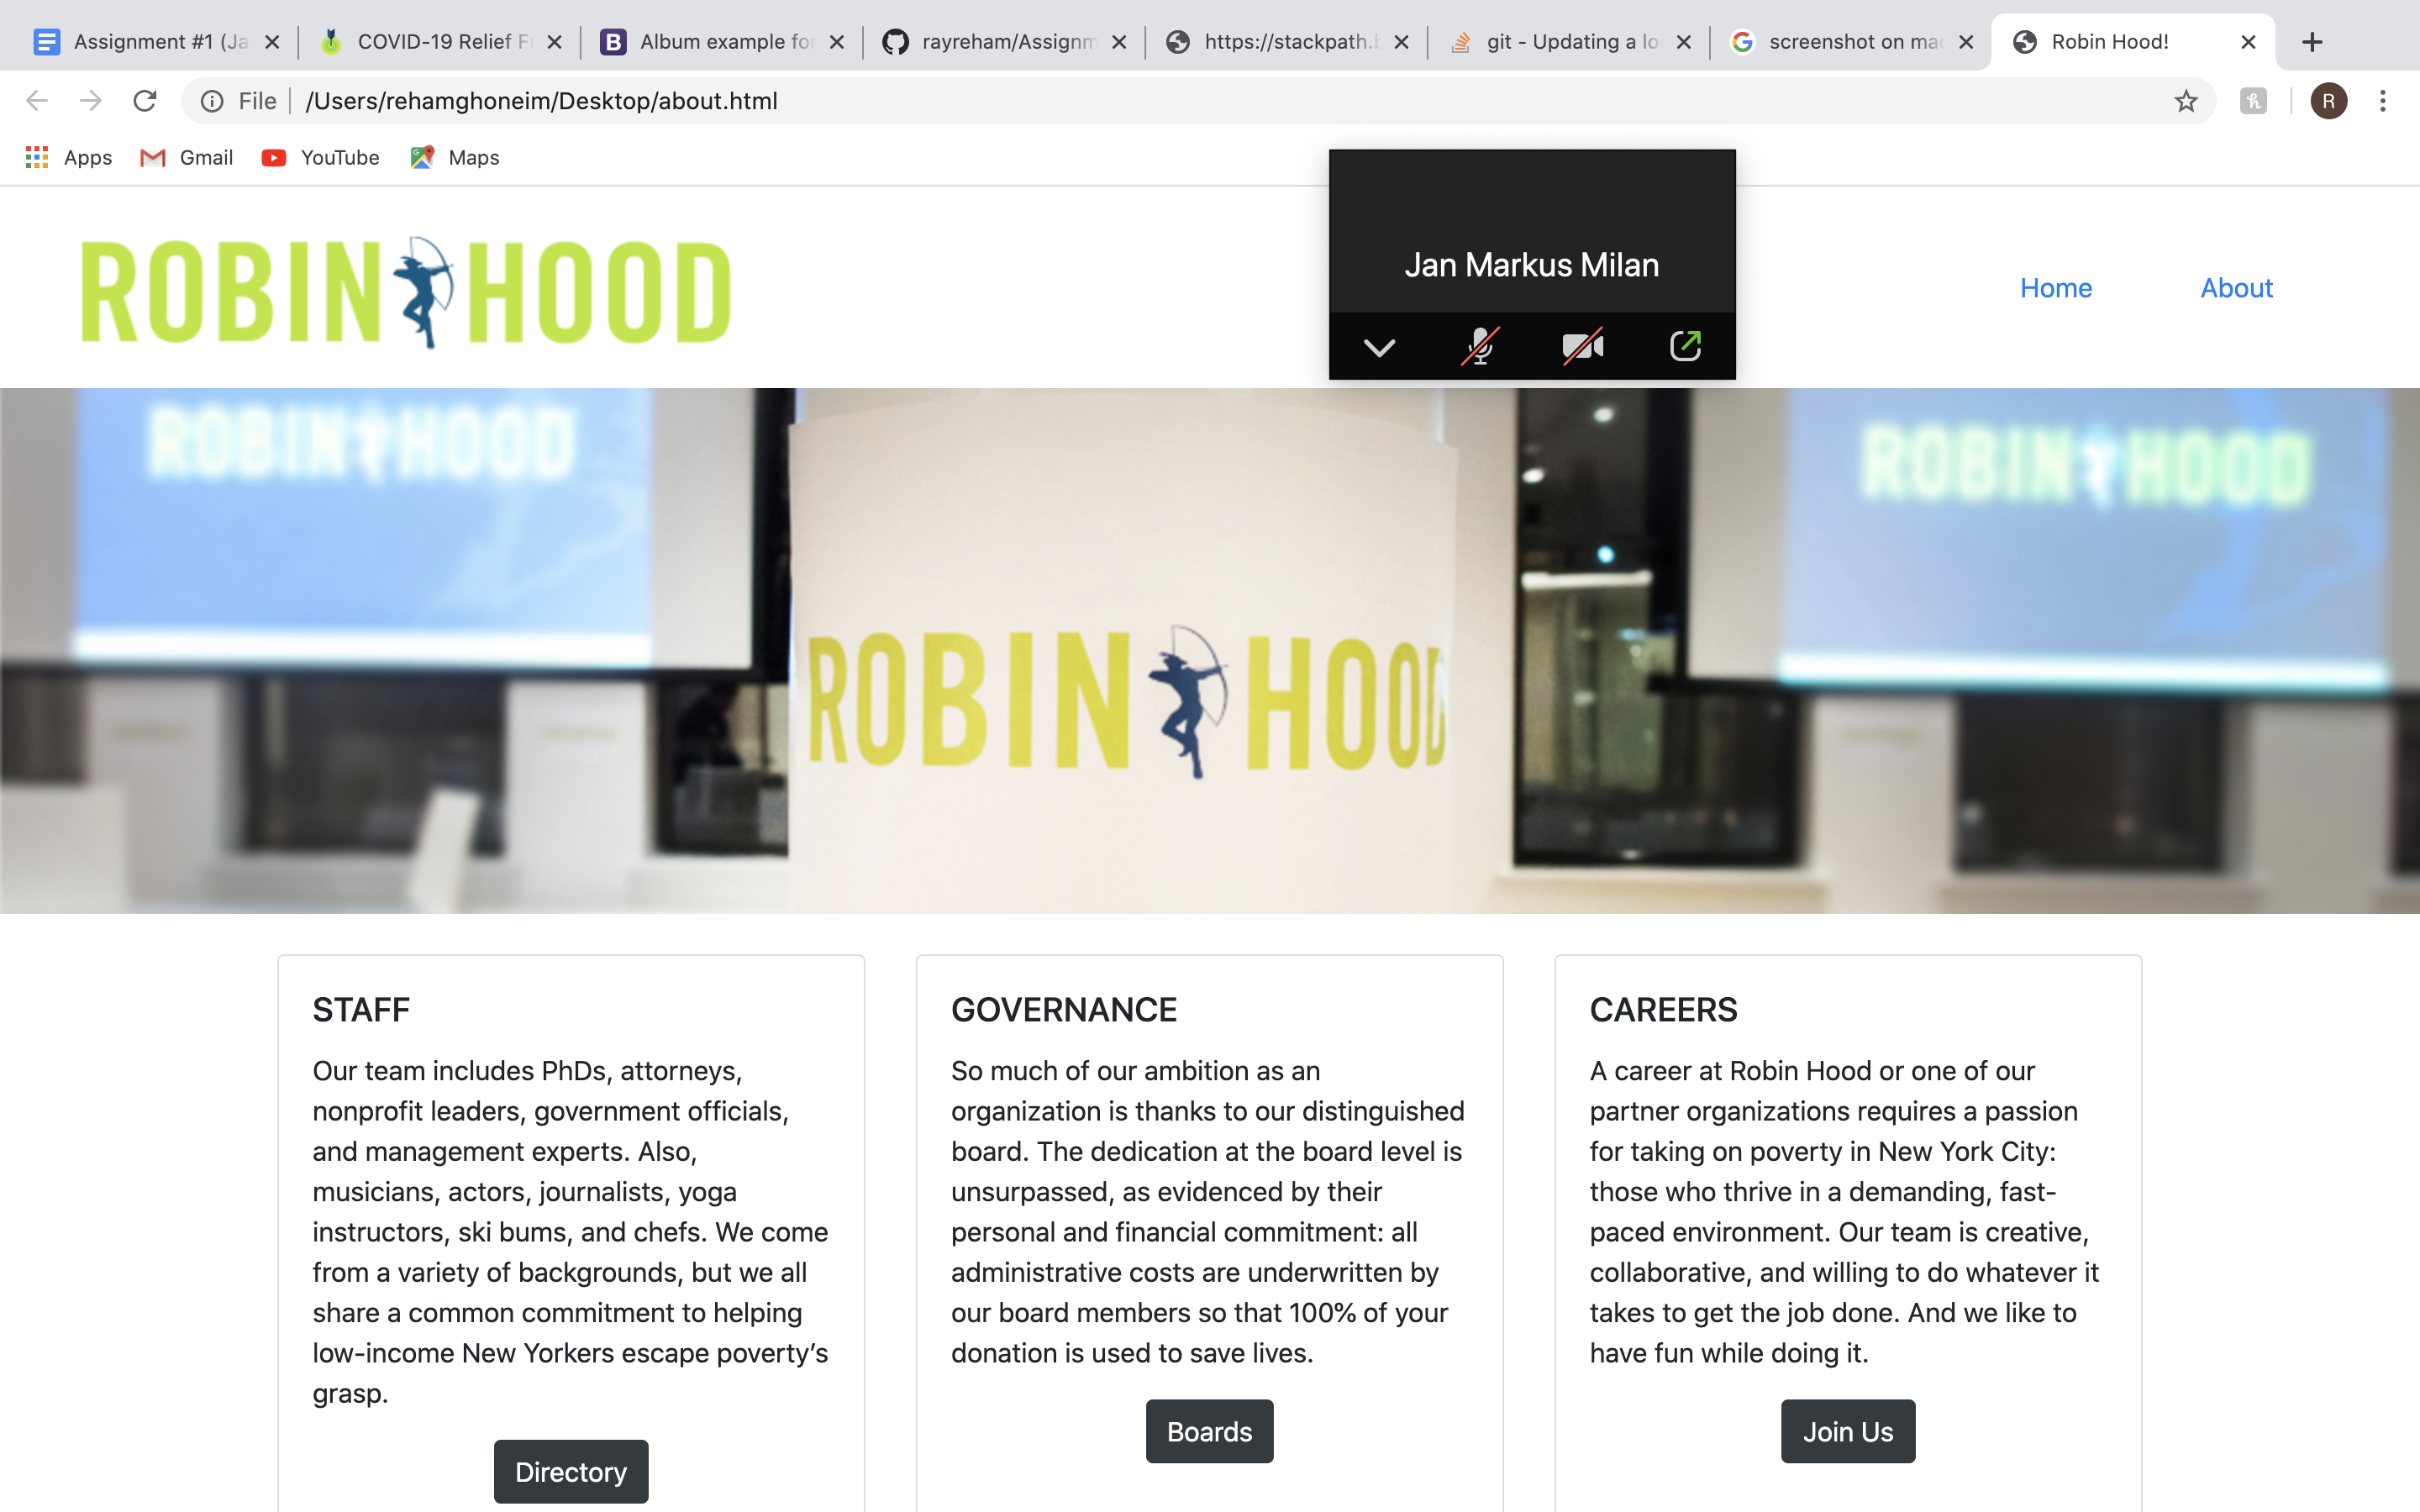 Assignment #1 (Ja
COVID-19 Relief F
Album example for
rayreham/Assignm
https://stackpath.b
git - Updating a lo
screenshot on mac
Robin Hood!
File /Users/rehamghoneim/Desktop/about.html
R
Apps
Gmail
YouTube
Maps
ROBIN HOOD
Jan Markus Milan
Home
About
ROBIN HOOD
ROBIN HOOD
ROBIN HOOD
STAFF
Our team includes PhDs, attorneys,
nonprofit leaders, government officials,
and management experts. Also,
musicians, actors, journalists, yoga
instructors, ski bums, and chefs. We come
from a variety of backgrounds, but we all
share a common commitment to helping
low-income New Yorkers escape poverty’s
grasp.
Directory
GOVERNANCE
So much of our ambition as an
organization is thanks to our distinguished
board. The dedication at the board level is
unsurpassed, as evidenced by their
personal and financial commitment: all
administrative costs are underwritten by
our board members so that 100% of your
donation is used to save lives.
Boards
CAREERS
A career at Robin Hood or one of our
partner organizations requires a passion
for taking on poverty in New York City:
those who thrive in a demanding, fast-
paced environment. Our team is creative,
collaborative, and willing to do whatever it
takes to get the job done. And we like to
have fun while doing it.
Join Us